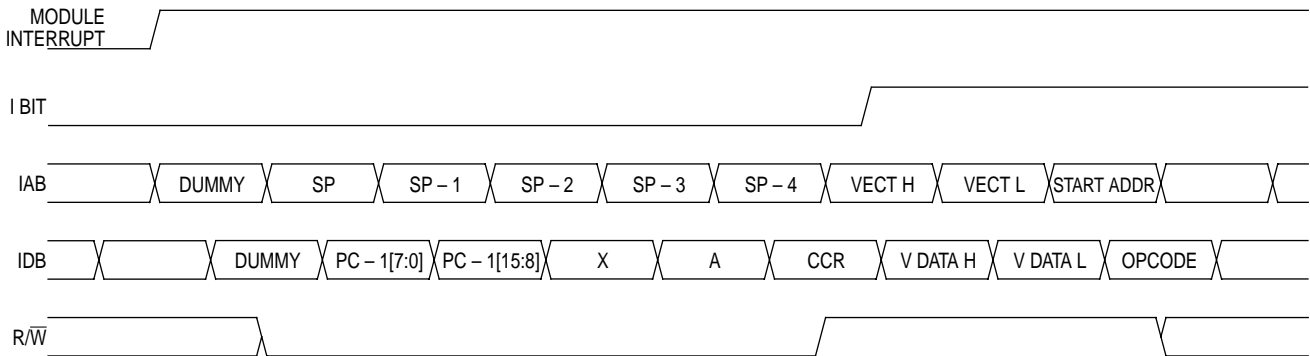 MODULE
INTERRUPT
I BIT
IAB DUMMY SP SP – 1 SP – 2 SP – 3 SP – 4 VECT H VECT L START ADDR
IDB DUMMY PC – 1[7:0] PC – 1[15:8] X A CCR V DATA H V DATA L OPCODE
R/W̅